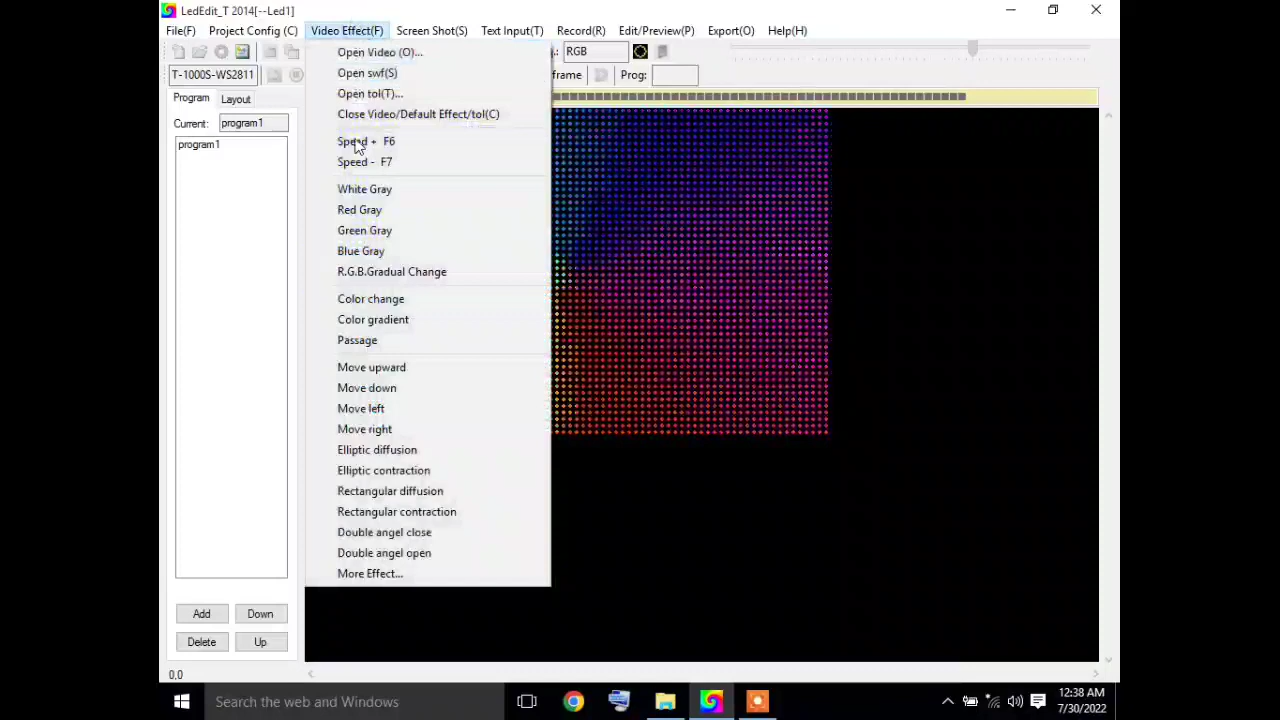 LedEdit_T 2014[--Led1]
File(F) Project Config (C) Video Effect(F) Screen Shot(S) Text Input(T) Record(R) Edit/Preview(P) Export(O) Help(H)
RGB
T-1000S-WS2811 frame Prog:
Program Layout
Current: program1
program1
Open Video (O)...
Open swf(S)
Open tol(T)...
Close Video/Default Effect/tol(C)
Speed + F6
Speed - F7
White Gray
Red Gray
Green Gray
Blue Gray
R.G.B.Gradual Change
Color change
Color gradient
Passage
Move upward
Move down
Move left
Move right
Elliptic diffusion
Elliptic contraction
Rectangular diffusion
Rectangular contraction
Double angel close
Double angel open
More Effect...
Add Down
Delete Up
0,0
Search the web and Windows
12:38 AM
7/30/2022